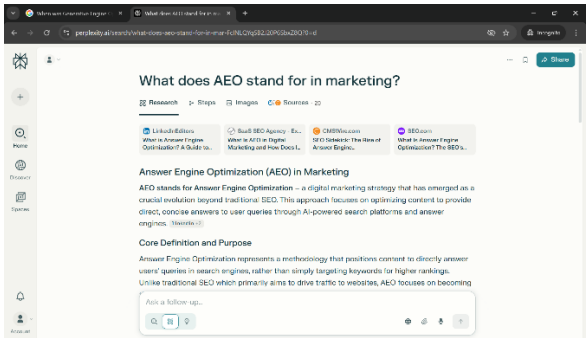 When was Generative Engine
What does AEO stand for in mar
perplexity.ai/search/what-does-aeo-stand-for-in-mar-
Incognito
Share
What does AEO stand for in marketing?
Research Steps Images Sources · 20
LinkedIn Editors
What is Answer Engine
Optimization? A Guide to...
SaaS SEO Agency - Ex...
What is AEO in Digital
Marketing and How Does I...
CMSWire.com
SEO Sidekick: The Rise of
Answer Engine...
SEO.com
What Is Answer Engine
Optimization? The SEO's...
Home
Discover
Spaces
Account
Answer Engine Optimization (AEO) in Marketing
AEO stands for Answer Engine Optimization – a digital marketing strategy that has emerged as a
crucial evolution beyond traditional SEO. This approach focuses on optimizing content to provide
direct, concise answers to user queries through AI-powered search platforms and answer
engines.
Core Definition and Purpose
Answer Engine Optimization represents a methodology that positions content to directly answer
users' queries in search engines, rather than simply targeting keywords for higher rankings.
Unlike traditional SEO which primarily aims to drive traffic to websites, AEO focuses on becoming
Ask a follow-up...